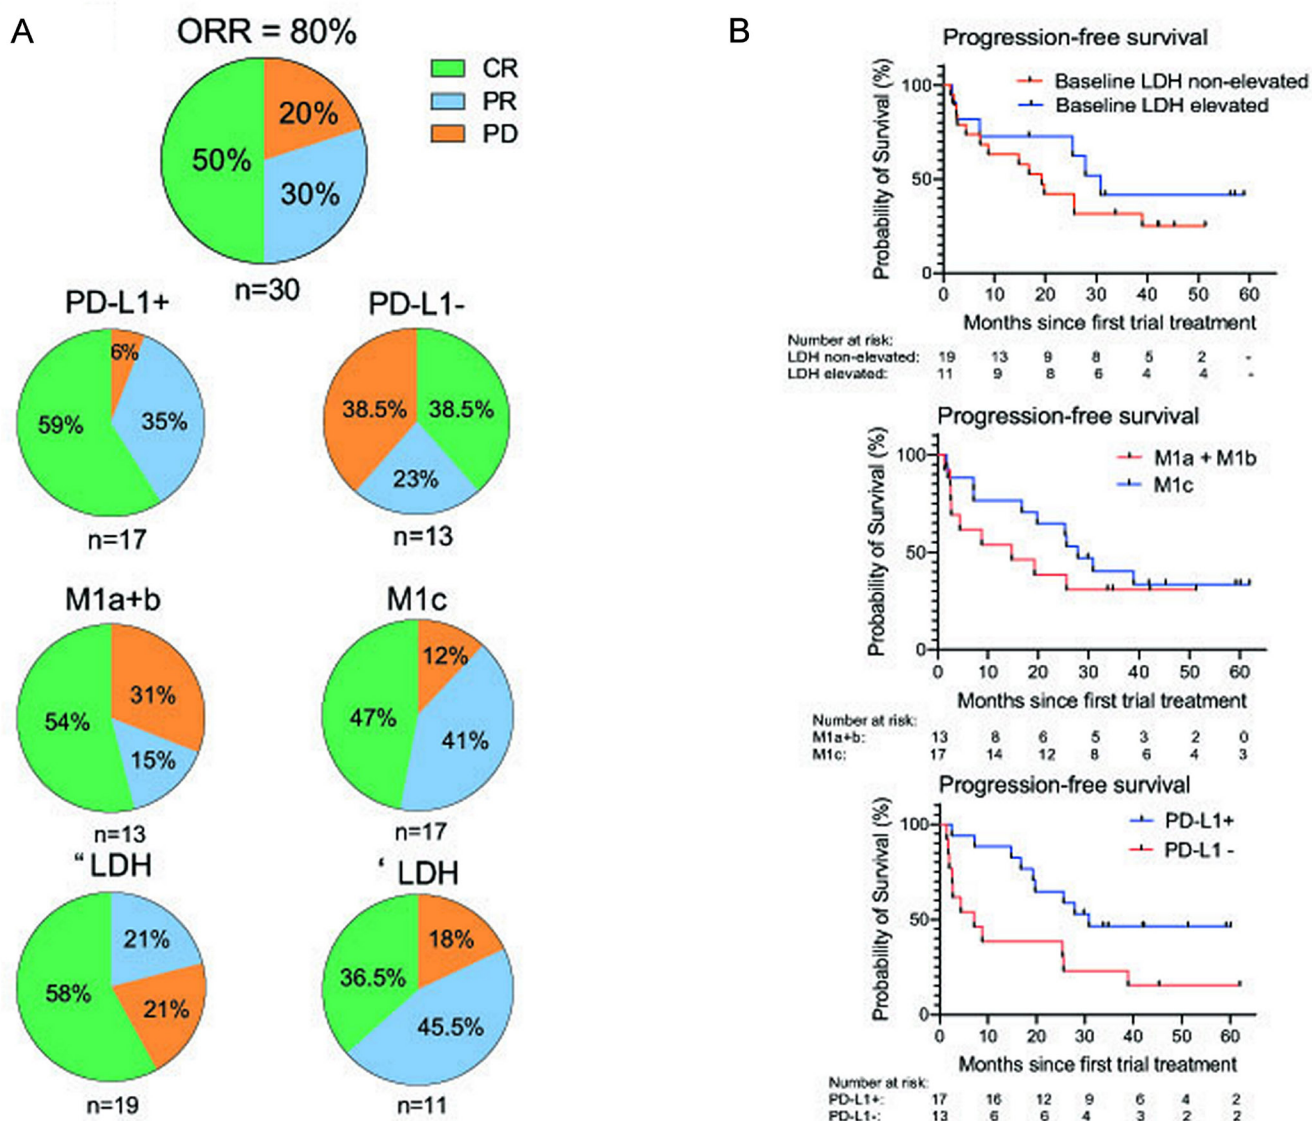 A
ORR = 80%
CR
PR
PD
20%
50%
30%
n=30
PD-L1+
PD-L1-
6%
59%
35%
38.5%
38.5%
23%
n=17
n=13
M1a+b
M1c
31%
54%
15%
12%
47%
41%
n=13
n=17
“ LDH
‘ LDH
21%
58%
21%
18%
36.5%
45.5%
n=19
n=11
B
Progression-free survival
Baseline LDH non-elevated
Baseline LDH elevated
Probability of Survival (%)
100
50
0
0 10 20 30 40 50 60
Months since first trial treatment
Number at risk:
LDH non-elevated: 19 13 9 8 5 2 -
LDH elevated: 11 9 8 6 4 4 -
Progression-free survival
M1a + M1b
M1c
Probability of Survival (%)
100
50
0
0 10 20 30 40 50 60
Months since first trial treatment
Number at risk:
M1a+b: 13 8 6 5 3 2 0
M1c: 17 14 12 8 6 4 3
Progression-free survival
PD-L1+
PD-L1 -
Probability of Survival (%)
100
50
0
0 10 20 30 40 50 60
Months since first trial treatment
Number at risk:
PD-L1+: 17 16 12 9 6 4 2
PD-L1-: 13 6 6 4 3 2 2